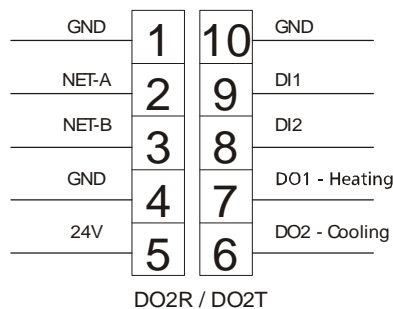 GND 1 10 GND
NET-A 2 9 DI1
NET-B 3 8 DI2
GND 4 7 DO1 - Heating
24V 5 6 DO2 - Cooling
DO2R / DO2T